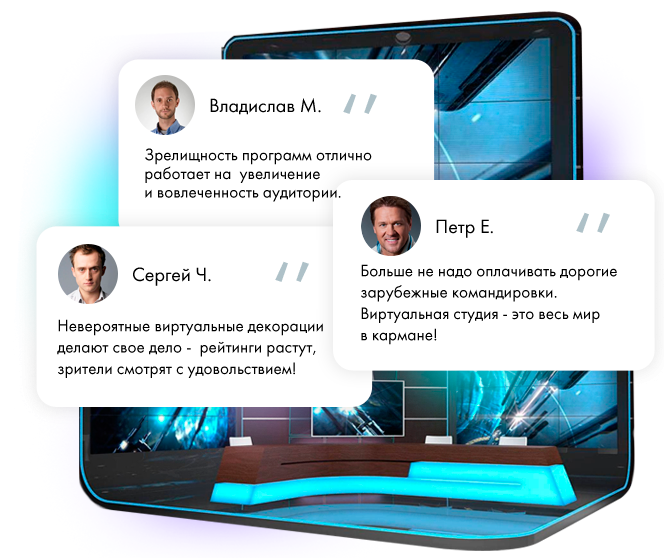 Владислав М.
Зрелищность программ отлично
работает на увеличение
и вовлеченность аудитории.
Петр Е.
Больше не надо оплачивать дорогие
зарубежные командировки.
Виртуальная студия - это весь мир
в кармане!
Сергей Ч.
Невероятные виртуальные декорации
делают свое дело - рейтинги растут,
зрители смотрят с удовольствием!